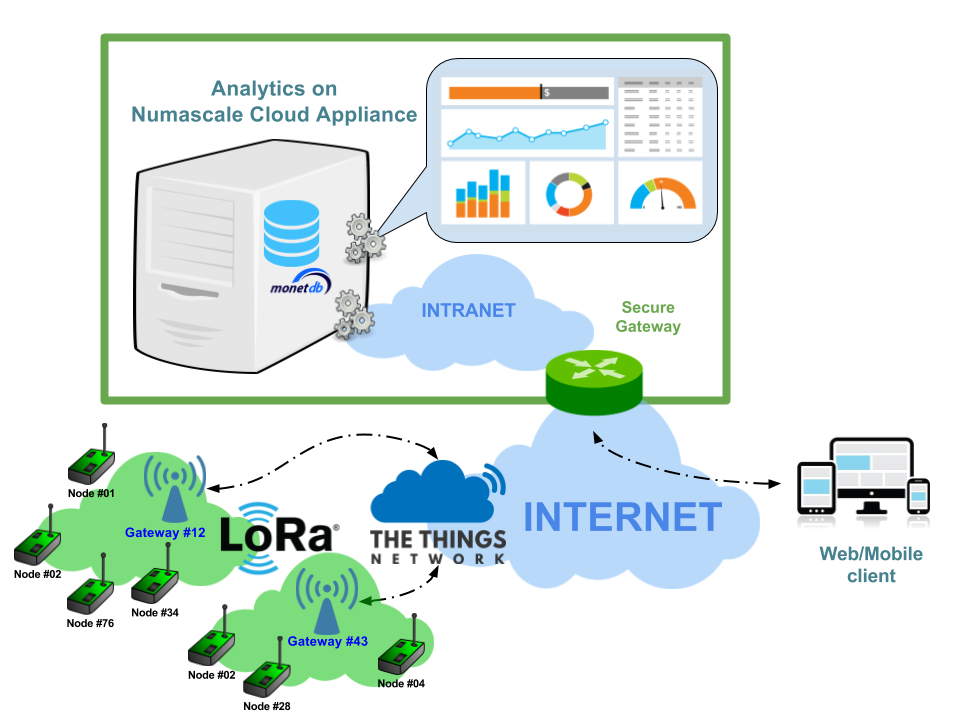 Analytics on
Numascale Cloud Appliance
$
monetdb
INTRANET
Secure
Gateway
Node #01
Gateway #12
Node #02
Node #76
Node #34
LoRa®
THE THINGS
NETWORK
INTERNET
Web/Mobile
client
Gateway #43
Node #02
Node #28
Node #04